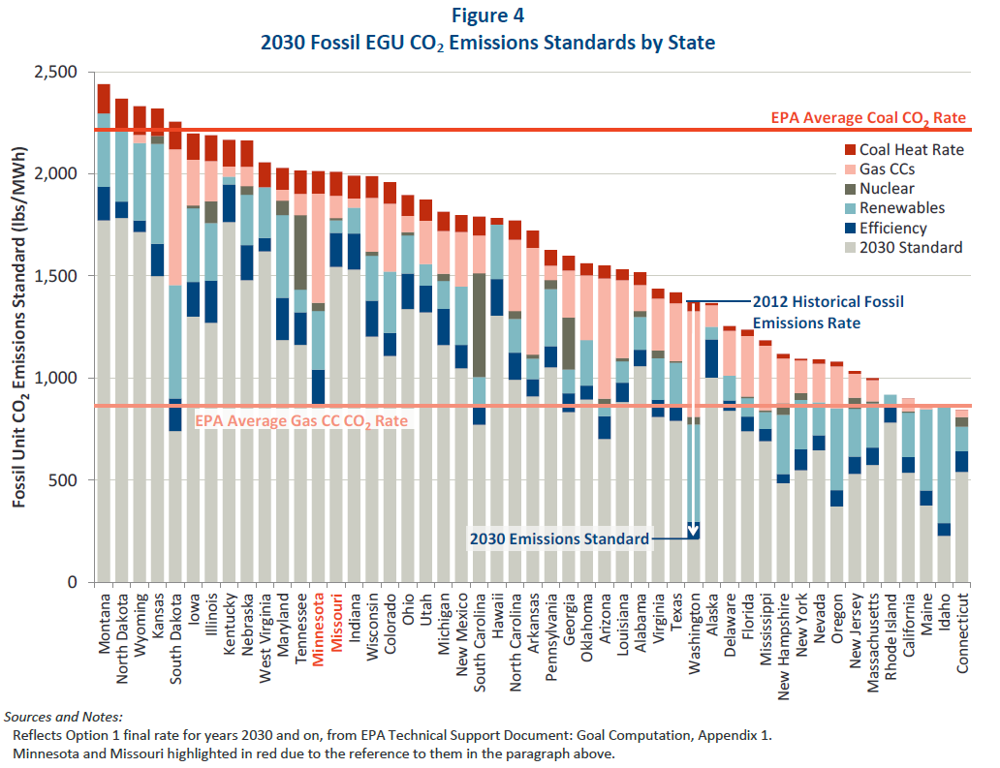 Figure 4
2030 Fossil EGU CO₂ Emissions Standards by State
Fossil Unit CO₂ Emissions Standard (lbs/MWh)
2,500
2,000
1,500
1,000
500
0
EPA Average Coal CO₂ Rate
Coal Heat Rate
Gas CCs
Nuclear
Renewables
Efficiency
2030 Standard
2012 Historical Fossil
Emissions Rate
EPA Average Gas CC CO₂ Rate
2030 Emissions Standard
Montana
North Dakota
Wyoming
Kansas
South Dakota
Iowa
Illinois
Kentucky
Nebraska
West Virginia
Maryland
Tennessee
Minnesota
Missouri
Indiana
Wisconsin
Colorado
Ohio
Utah
Michigan
New Mexico
South Carolina
Hawaii
North Carolina
Arkansas
Pennsylvania
Georgia
Oklahoma
Arizona
Louisiana
Alabama
Virginia
Texas
Washington
Alaska
Delaware
Florida
Mississippi
New Hampshire
New York
Nevada
Oregon
New Jersey
Massachusetts
Rhode Island
California
Maine
Idaho
Connecticut
Sources and Notes:
Reflects Option 1 final rate for years 2030 and on, from EPA Technical Support Document: Goal Computation, Appendix 1.
Minnesota and Missouri highlighted in red due to the reference to them in the paragraph above.